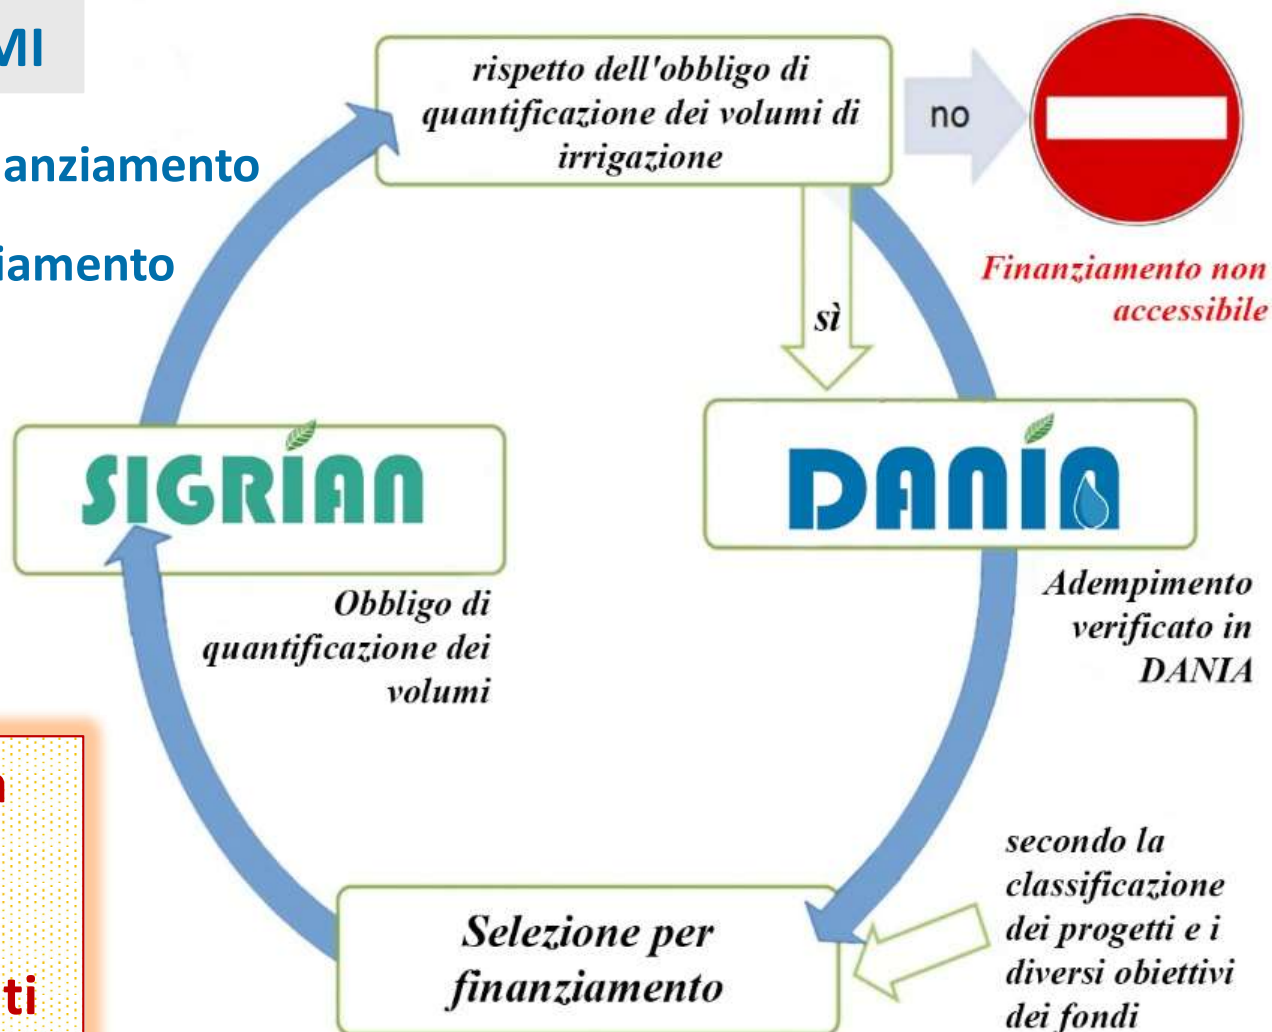 MI
anziamento
iamento
rispetto dell'obbligo di
quantificazione dei volumi di
irrigazione
no
Finanziamento non
accessibile
sì
SIGRIAN
DANIA
Obbligo di
quantificazione dei
volumi
Adempimento
verificato in
DANIA
ti
Selezione per
finanziamento
secondo la
classificazione
dei progetti e i
diversi obiettivi
dei fondi